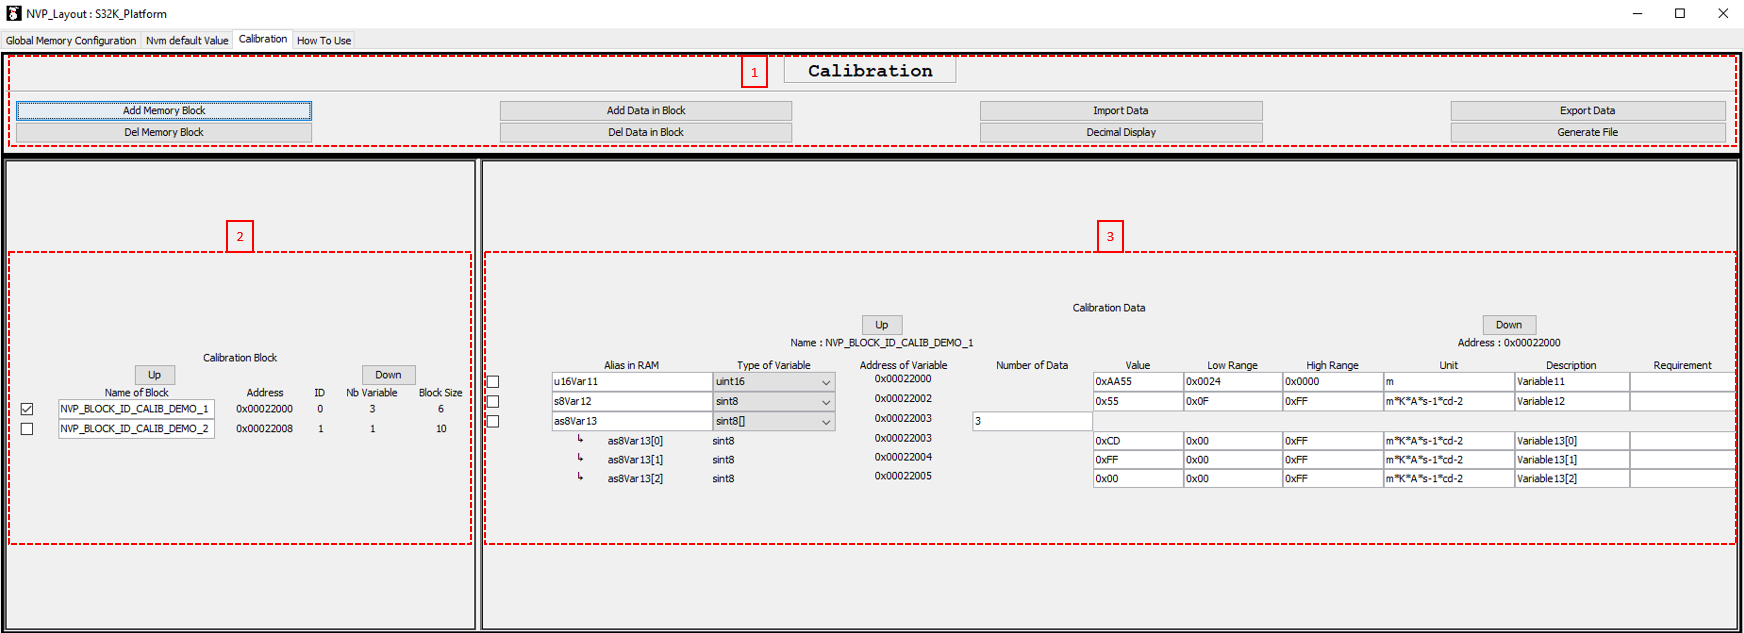 NVP_Layout : S32K_Platform
Global Memory Configuration Nvm default Value Calibration How To Use
1 Calibration
Add Memory Block Add Data in Block Import Data Export Data
Del Memory Block Del Data in Block Decimal Display Generate File
2
Calibration Block
Up Down
Name of Block Address ID Nb Variable Block Size
NVP_BLOCK_ID_CALIB_DEMO_1 0x00022000 0 3 6
NVP_BLOCK_ID_CALIB_DEMO_2 0x00022008 1 1 10
3
Calibration Data
Up Down
Name : NVP_BLOCK_ID_CALIB_DEMO_1 Address : 0x00022000
Alias in RAM Type of Variable Address of Variable Number of Data Value Low Range High Range Unit Description Requirement
u16Var11 uint16 0x00022000 0xAA55 0x0024 0x0000 m Variable11
s8Var12 sint8 0x00022002 0x55 0x0F 0xFF m*K*A*s-1*cd-2 Variable12
as8Var13 sint8[] 0x00022003 3
↳ as8Var13[0] sint8 0x00022003 0xCD 0x00 0xFF m*K*A*s-1*cd-2 Variable13[0]
↳ as8Var13[1] sint8 0x00022004 0xFF 0x00 0xFF m*K*A*s-1*cd-2 Variable13[1]
↳ as8Var13[2] sint8 0x00022005 0x00 0x00 0xFF m*K*A*s-1*cd-2 Variable13[2]